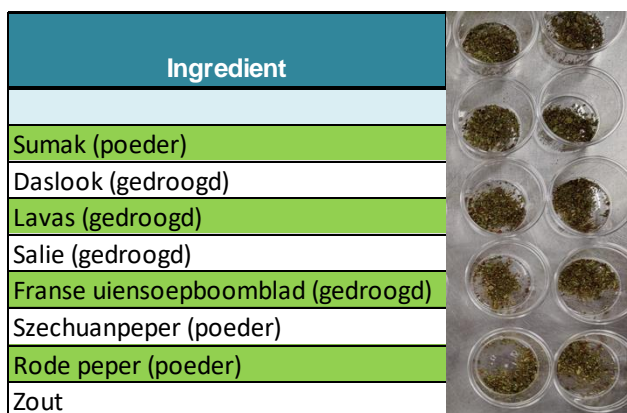 Ingredient
Sumak (poeder)
Daslook (gedroogd)
Lavas (gedroogd)
Salie (gedroogd)
Franse uiensoepboomblad (gedroogd)
Szechuanpeper (poeder)
Rode peper (poeder)
Zout